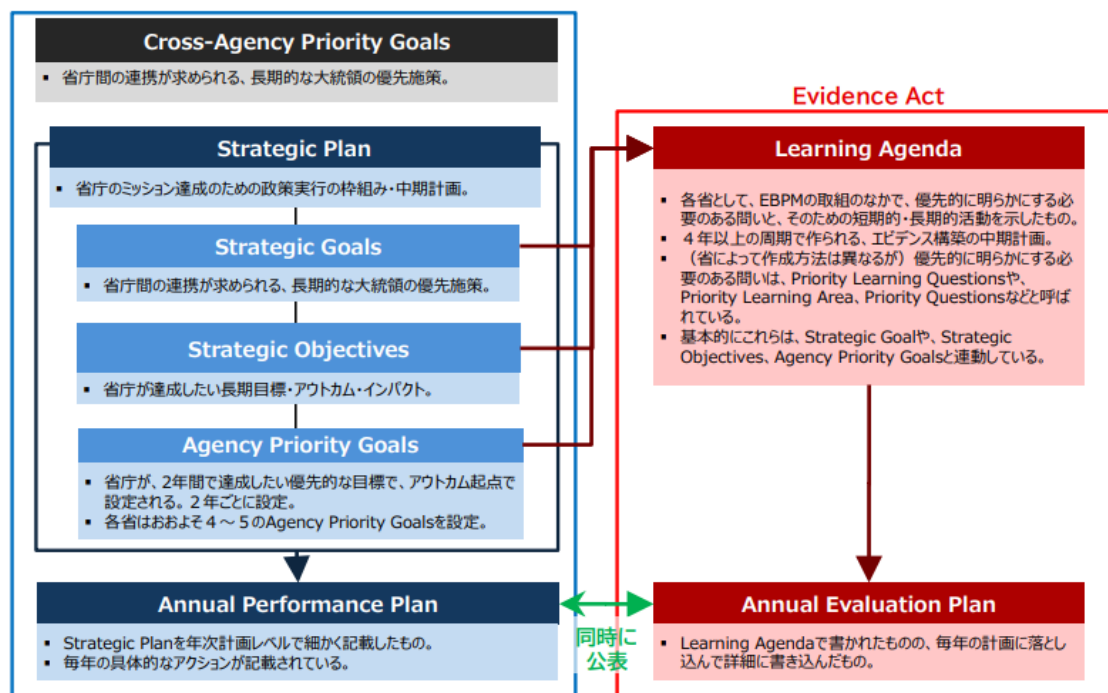 Cross-Agency Priority Goals
▪ 省庁間の連携が求められる、長期的な大統領の優先施策。
Strategic Plan
▪ 省庁のミッション達成のための政策実行の枠組み・中期計画。
Strategic Goals
▪ 省庁間の連携が求められる、長期的な大統領の優先施策。
Strategic Objectives
▪ 省庁が達成したい長期目標・アウトカム・インパクト。
Agency Priority Goals
▪ 省庁が、2年間で達成したい優先的な目標で、アウトカム起点で
設定される。２年ごとに設定。
▪ 各省はおおよそ４～５のAgency Priority Goalsを設定。
Annual Performance Plan
▪ Strategic Planを年次計画レベルで細かく記載したもの。
▪ 毎年の具体的なアクションが記載されている。
同時に
公表
Evidence Act
Learning Agenda
▪ 各省として、EBPMの取組のなかで、優先的に明らかにする必
要のある問いと、そのための短期的・長期的活動を示したもの。
▪ ４年以上の周期で作られる、エビデンス構築の中期計画。
▪ （省によって作成方法は異なるが）優先的に明らかにする必
要のある問いは、Priority Learning Questionsや、
Priority Learning Area、Priority Questionsなどと呼ば
れている。
▪ 基本的にこれらは、Strategic Goalや、Strategic
Objectives、Agency Priority Goalsと連動している。
Annual Evaluation Plan
▪ Learning Agendaで書かれたものの、毎年の計画に落とし
込んで詳細に書き込んだもの。